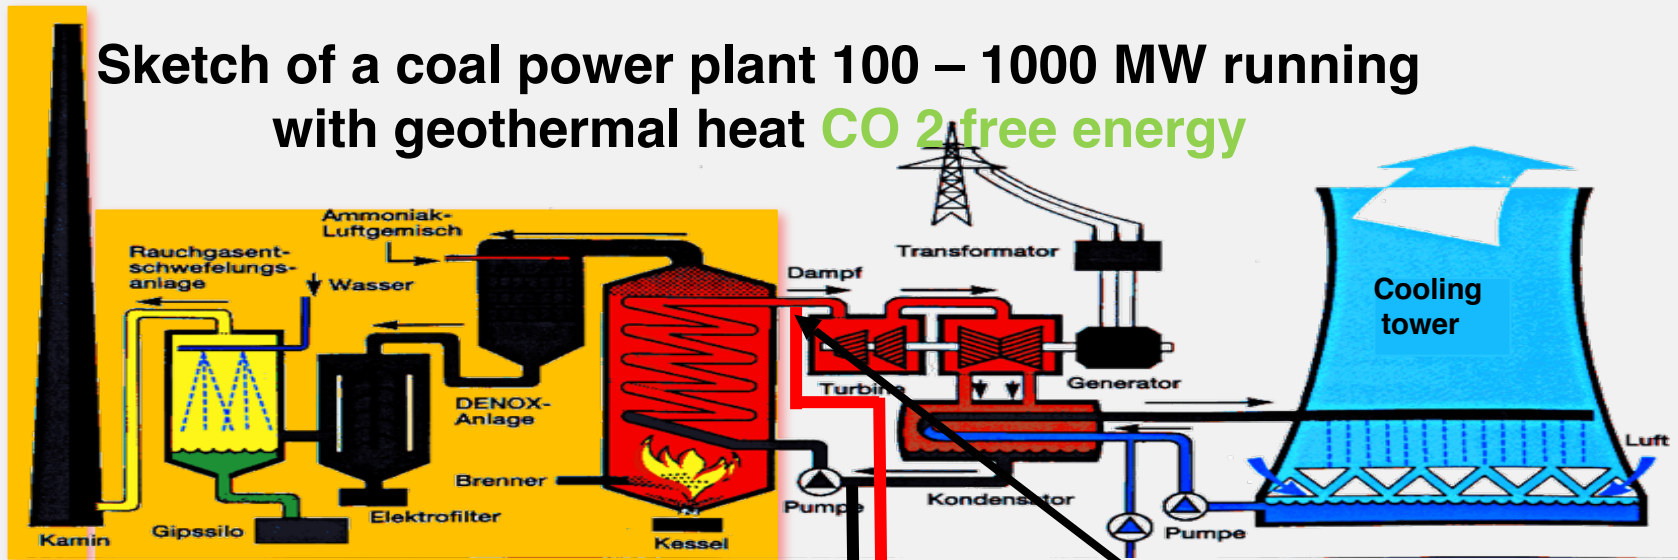 Sketch of a coal power plant 100 – 1000 MW running
with geothermal heat CO 2 free energy
Ammoniak-
Luftgemisch
Rauchgasent-
schwefelungs-
anlage
Wasser
Dampf
Transformator
Cooling
tower
Turbine
Generator
DENOX-
Anlage
Luft
Brenner
Pumpe
Kondensator
Elektrofilter
Gipssilo
Kamin
Kessel
Pumpe